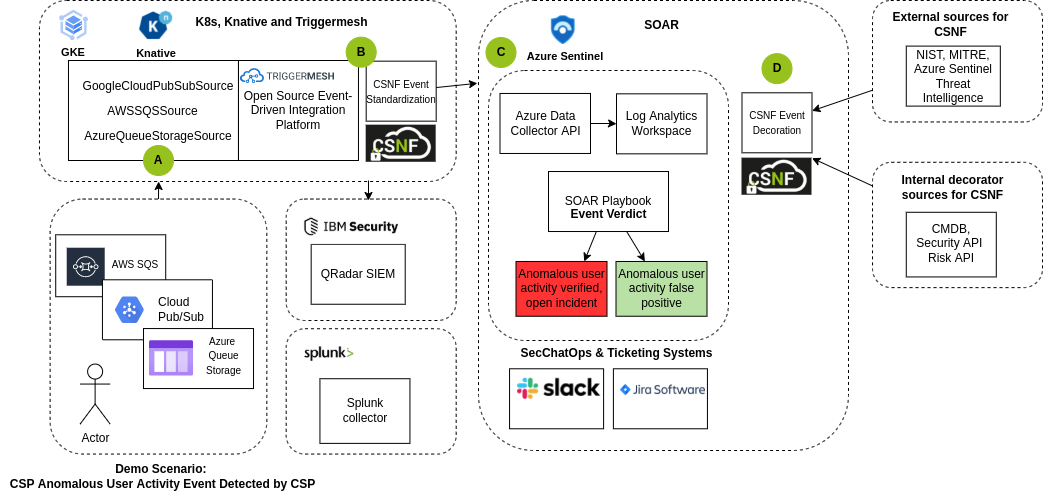 K8s, Knative and Triggermesh
GKE
Knative
B
GoogleCloudPubSubSource
AWSSQSSource
AzureQueueStorageSource
A
TRIGGERMESH
Open Source Event-
Driven Integration
Platform
CSNF Event
Standardization
CSNF
AWS SQS
Cloud
Pub/Sub
Azure
Queue
Storage
Actor
Demo Scenario:
CSP Anomalous User Activity Event Detected by CSP
IBM Security
QRadar SIEM
splunk>
Splunk
collector
SOAR
C
Azure Sentinel
Azure Data
Collector API
Log Analytics
Workspace
SOAR Playbook
Event Verdict
Anomalous user
activity verified,
open incident
Anomalous user
activity false
positive
SecChatOps & Ticketing Systems
slack
Jira Software
D
CSNF Event
Decoration
CSNF
External sources for
CSNF
NIST, MITRE,
Azure Sentinel
Threat
Intelligence
Internal decorator
sources for CSNF
CMDB,
Security API
Risk API